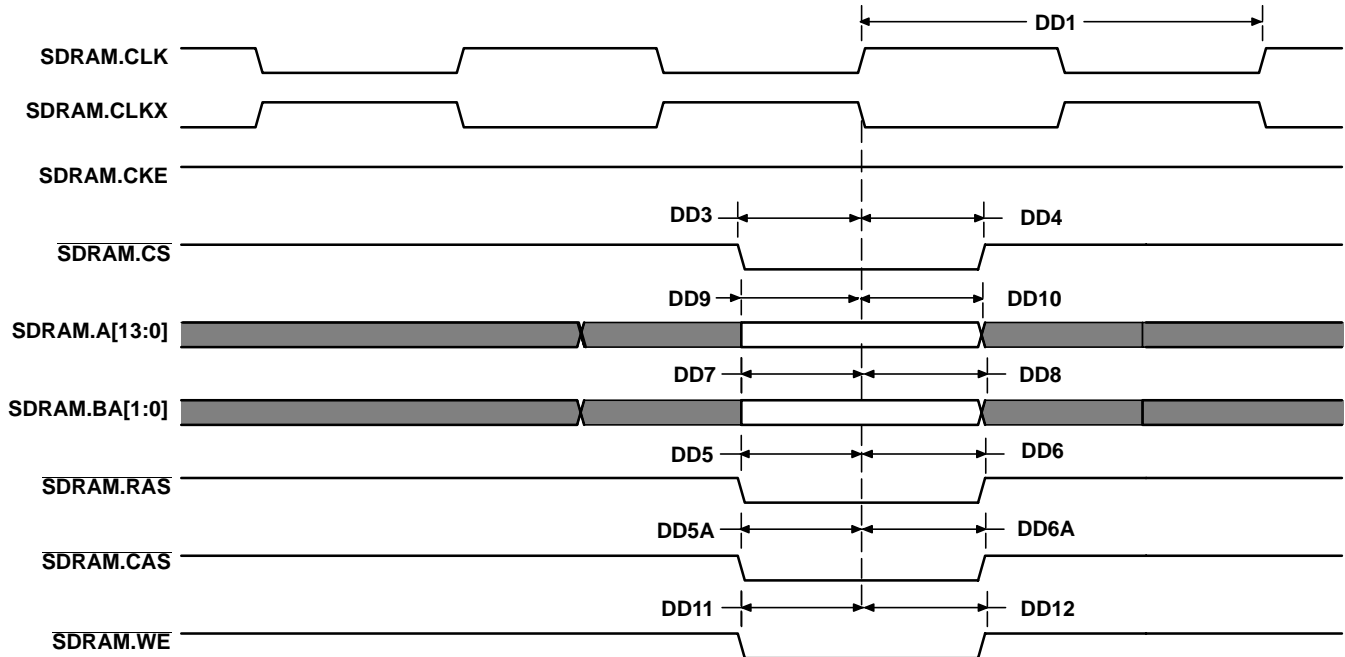 DD1
SDRAM.CLK
SDRAM.CLKX
SDRAM.CKE
DD3 DD4
SDRAM.CS
DD9 DD10
SDRAM.A[13:0]
DD7 DD8
SDRAM.BA[1:0]
DD5 DD6
SDRAM.RAS
DD5A DD6A
SDRAM.CAS
DD11 DD12
SDRAM.WE